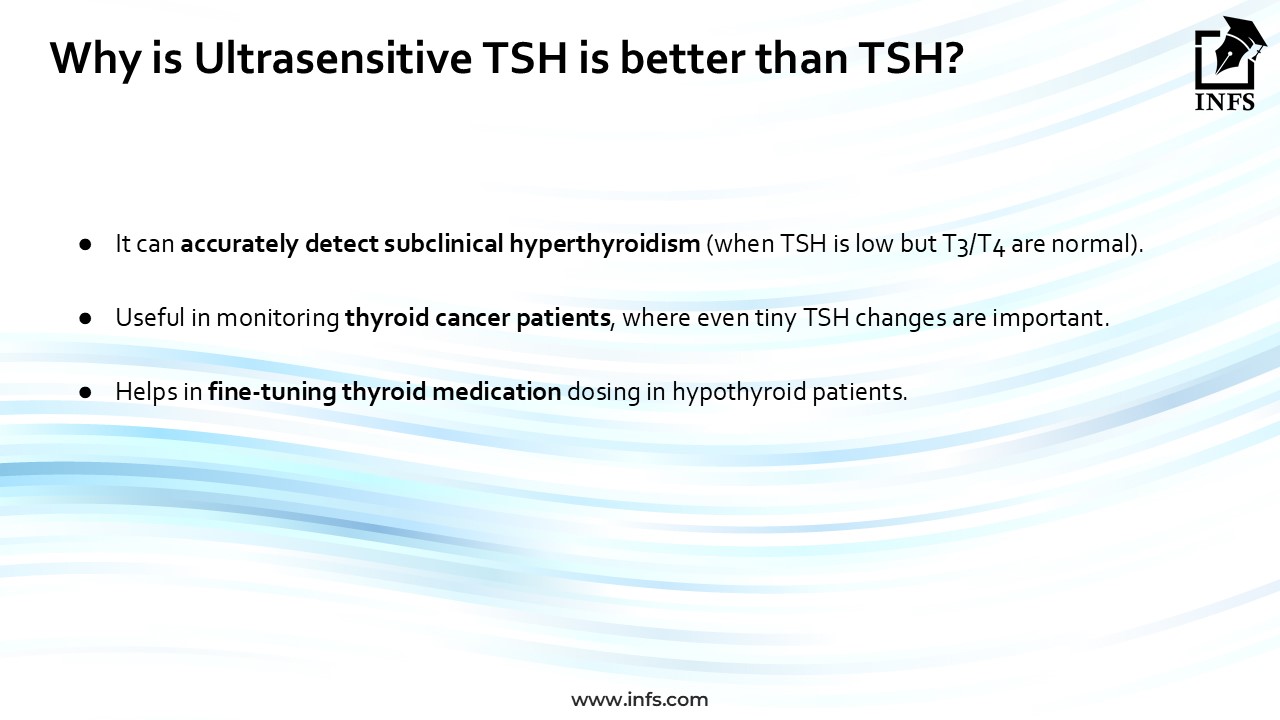 Why is Ultrasensitive TSH is better than TSH?
INFS
● It can accurately detect subclinical hyperthyroidism (when TSH is low but T3/T4 are normal).
● Useful in monitoring thyroid cancer patients, where even tiny TSH changes are important.
● Helps in fine-tuning thyroid medication dosing in hypothyroid patients.
www.infs.com